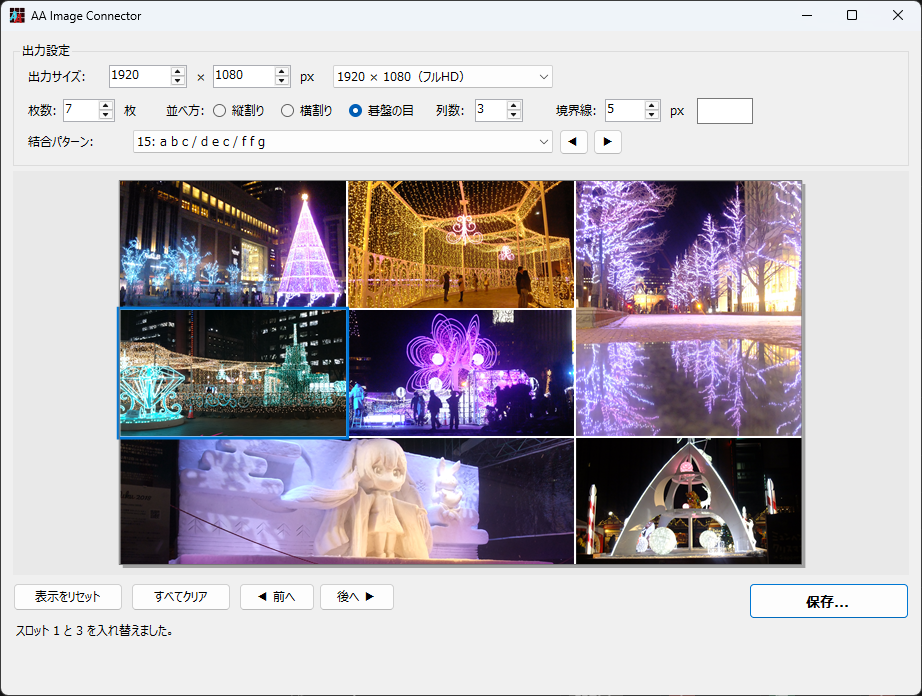 AA Image Connector
出力設定
出力サイズ: 1920 × 1080 px 1920 × 1080（フルHD）
枚数: 7 枚 並べ方: 縦割り 横割り 碁盤の目 列数: 3 境界線: 5 px
結合パターン: 15: a b c / d e c / f f g ◀ ▶
表示をリセット すべてクリア ◀ 前へ 後へ ▶ 保存...
スロット 1 と 3 を入れ替えました。